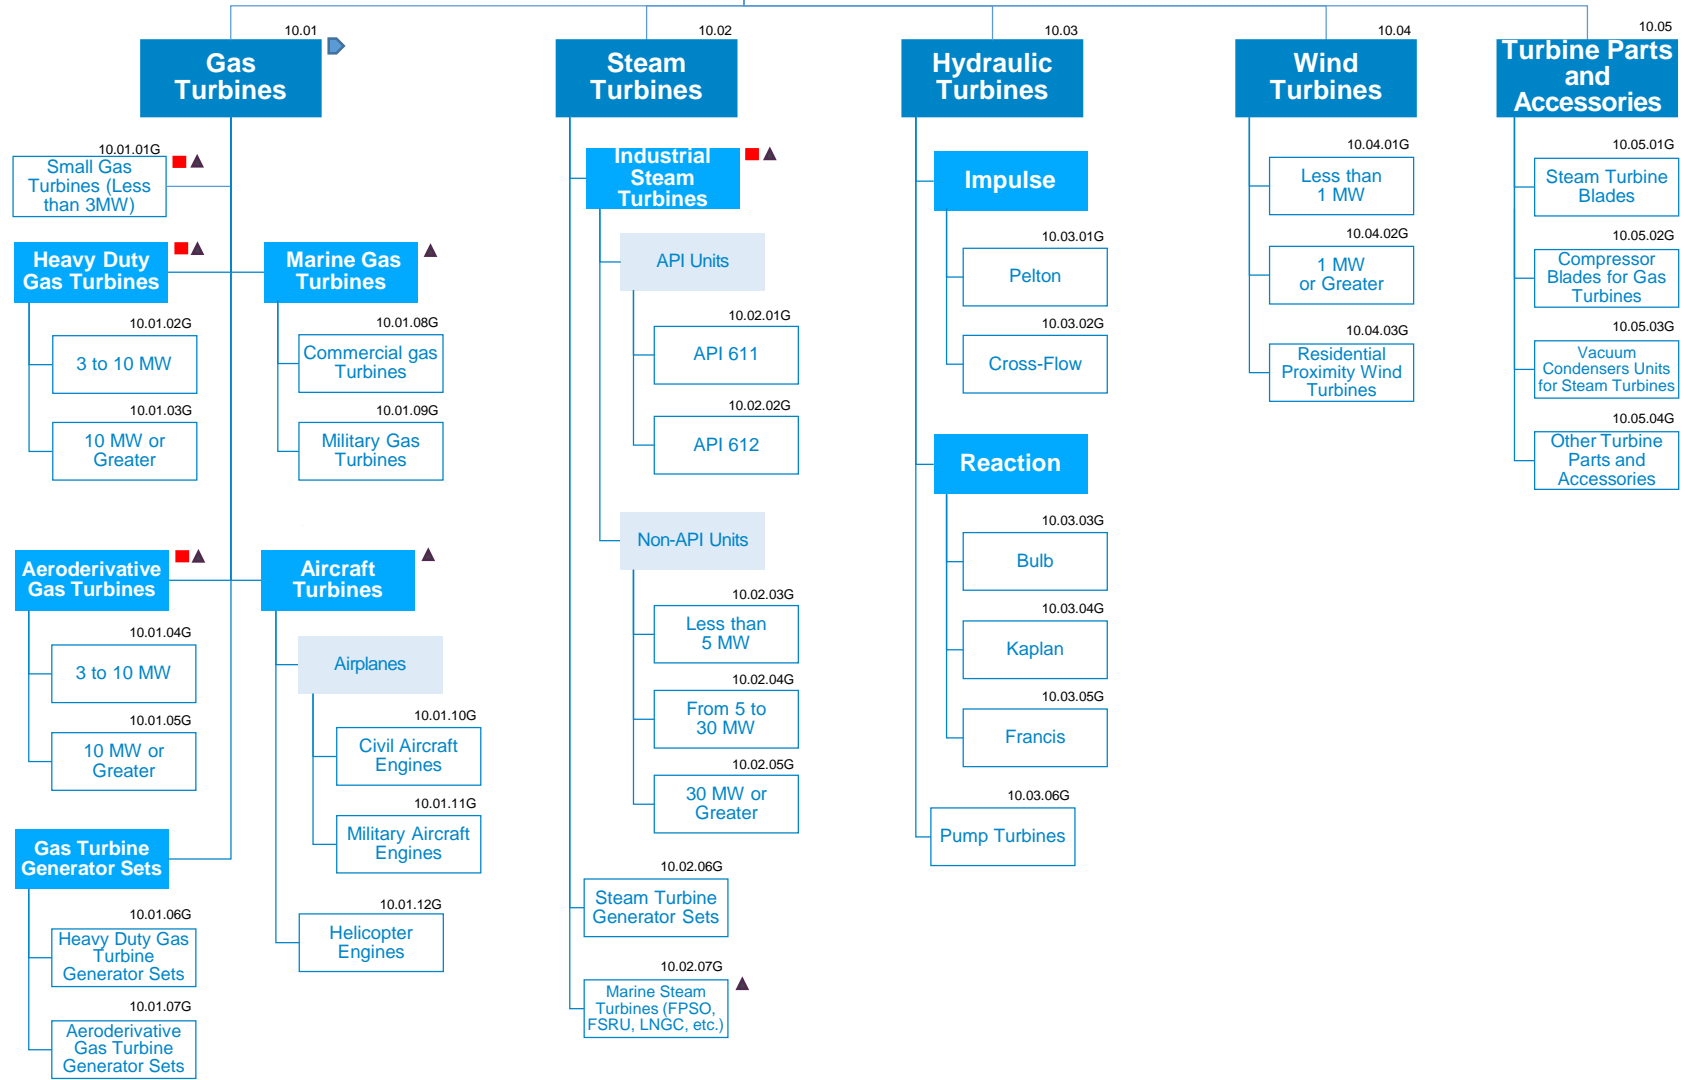 10.01
Gas
Turbines
10.01.01G
Small Gas
Turbines (Less
than 3MW)
Heavy Duty
Gas Turbines
10.01.02G
3 to 10 MW
10.01.03G
10 MW or
Greater
Aeroderivative
Gas Turbines
10.01.04G
3 to 10 MW
10.01.05G
10 MW or
Greater
Gas Turbine
Generator Sets
10.01.06G
Heavy Duty Gas
Turbine
Generator Sets
10.01.07G
Aeroderivative
Gas Turbine
Generator Sets
Marine Gas
Turbines
10.01.08G
Commercial gas
Turbines
10.01.09G
Military Gas
Turbines
Aircraft
Turbines
Airplanes
10.01.10G
Civil Aircraft
Engines
10.01.11G
Military Aircraft
Engines
10.01.12G
Helicopter
Engines
10.02
Steam
Turbines
Industrial
Steam
Turbines
API Units
10.02.01G
API 611
10.02.02G
API 612
Non-API Units
10.02.03G
Less than
5 MW
10.02.04G
From 5 to
30 MW
10.02.05G
30 MW or
Greater
10.02.06G
Steam Turbine
Generator Sets
10.02.07G
Marine Steam
Turbines (FPSO,
FSRU, LNGC, etc.)
10.03
Hydraulic
Turbines
Impulse
10.03.01G
Pelton
10.03.02G
Cross-Flow
Reaction
10.03.03G
Bulb
10.03.04G
Kaplan
10.03.05G
Francis
10.03.06G
Pump Turbines
10.04
Wind
Turbines
10.04.01G
Less than
1 MW
10.04.02G
1 MW
or Greater
10.04.03G
Residential
Proximity Wind
Turbines
10.05
Turbine Parts
and
Accessories
10.05.01G
Steam Turbine
Blades
10.05.02G
Compressor
Blades for Gas
Turbines
10.05.03G
Vacuum
Condensers Units
for Steam Turbines
10.05.04G
Other Turbine
Parts and
Accessories